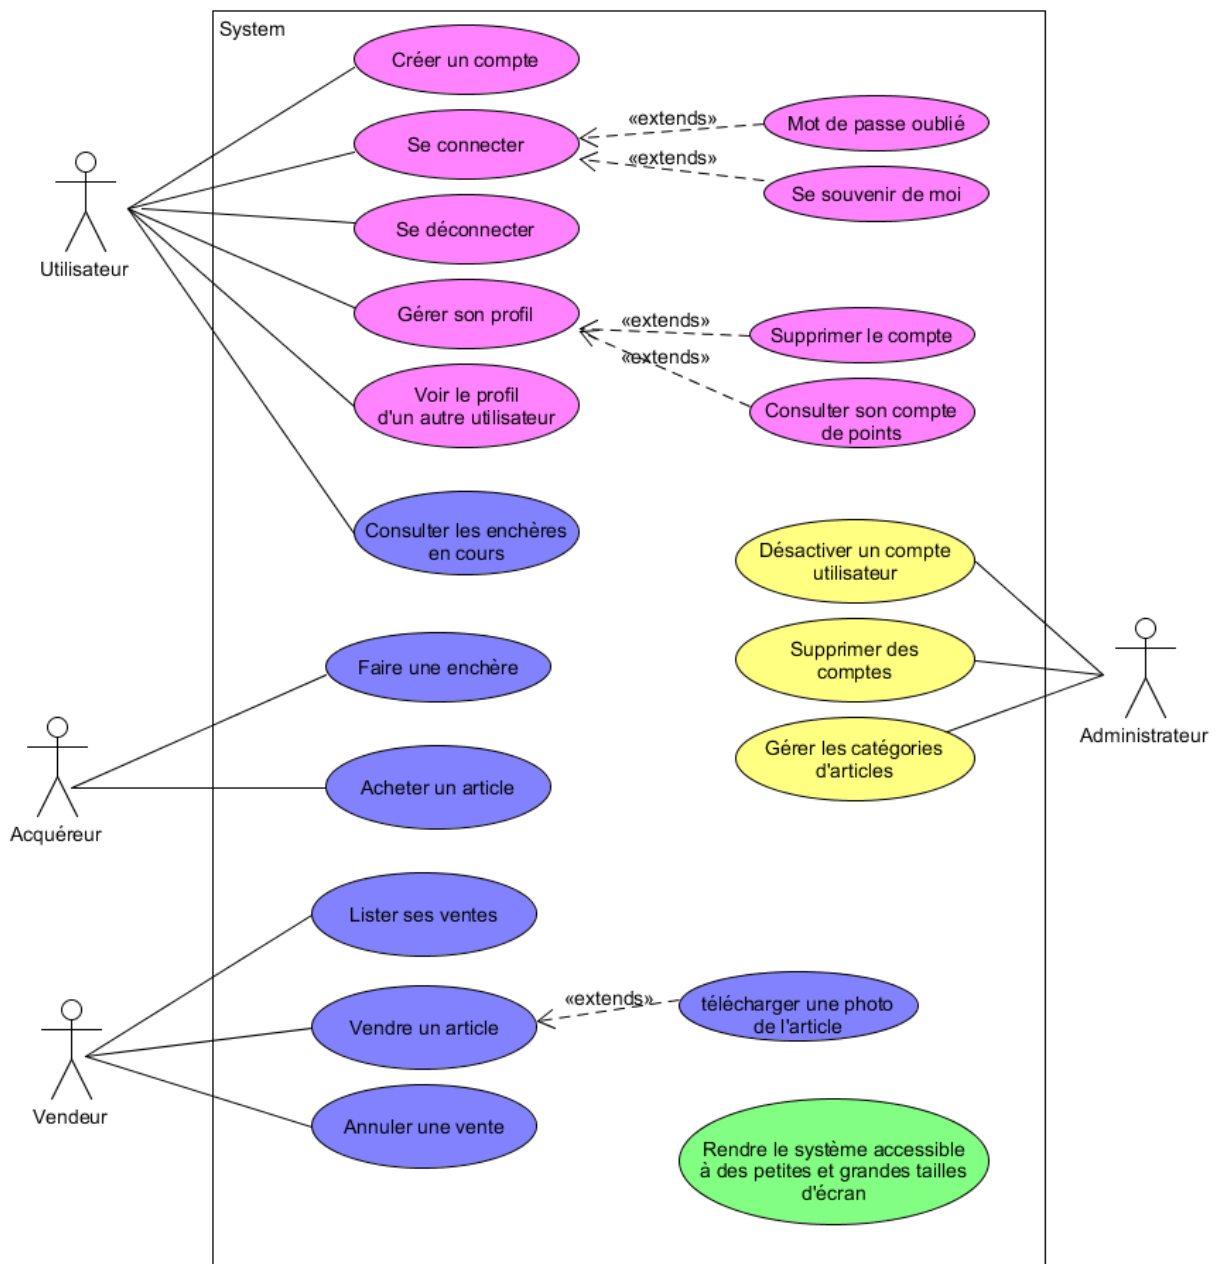 System
Créer un compte
Se connecter
«extends»
Mot de passe oublié
«extends»
Se souvenir de moi
Se déconnecter
Utilisateur
Gérer son profil
«extends»
Supprimer le compte
«extends»
Voir le profil
d'un autre utilisateur
Consulter son compte
de points
Consulter les enchères
en cours
Désactiver un compte
utilisateur
Faire une enchère
Supprimer des
comptes
Administrateur
Gérer les catégories
d'articles
Acheter un article
Acquéreur
Lister ses ventes
Vendre un article
«extends»
télécharger une photo
de l'article
Vendeur
Annuler une vente
Rendre le système accessible
à des petites et grandes tailles
d'écran